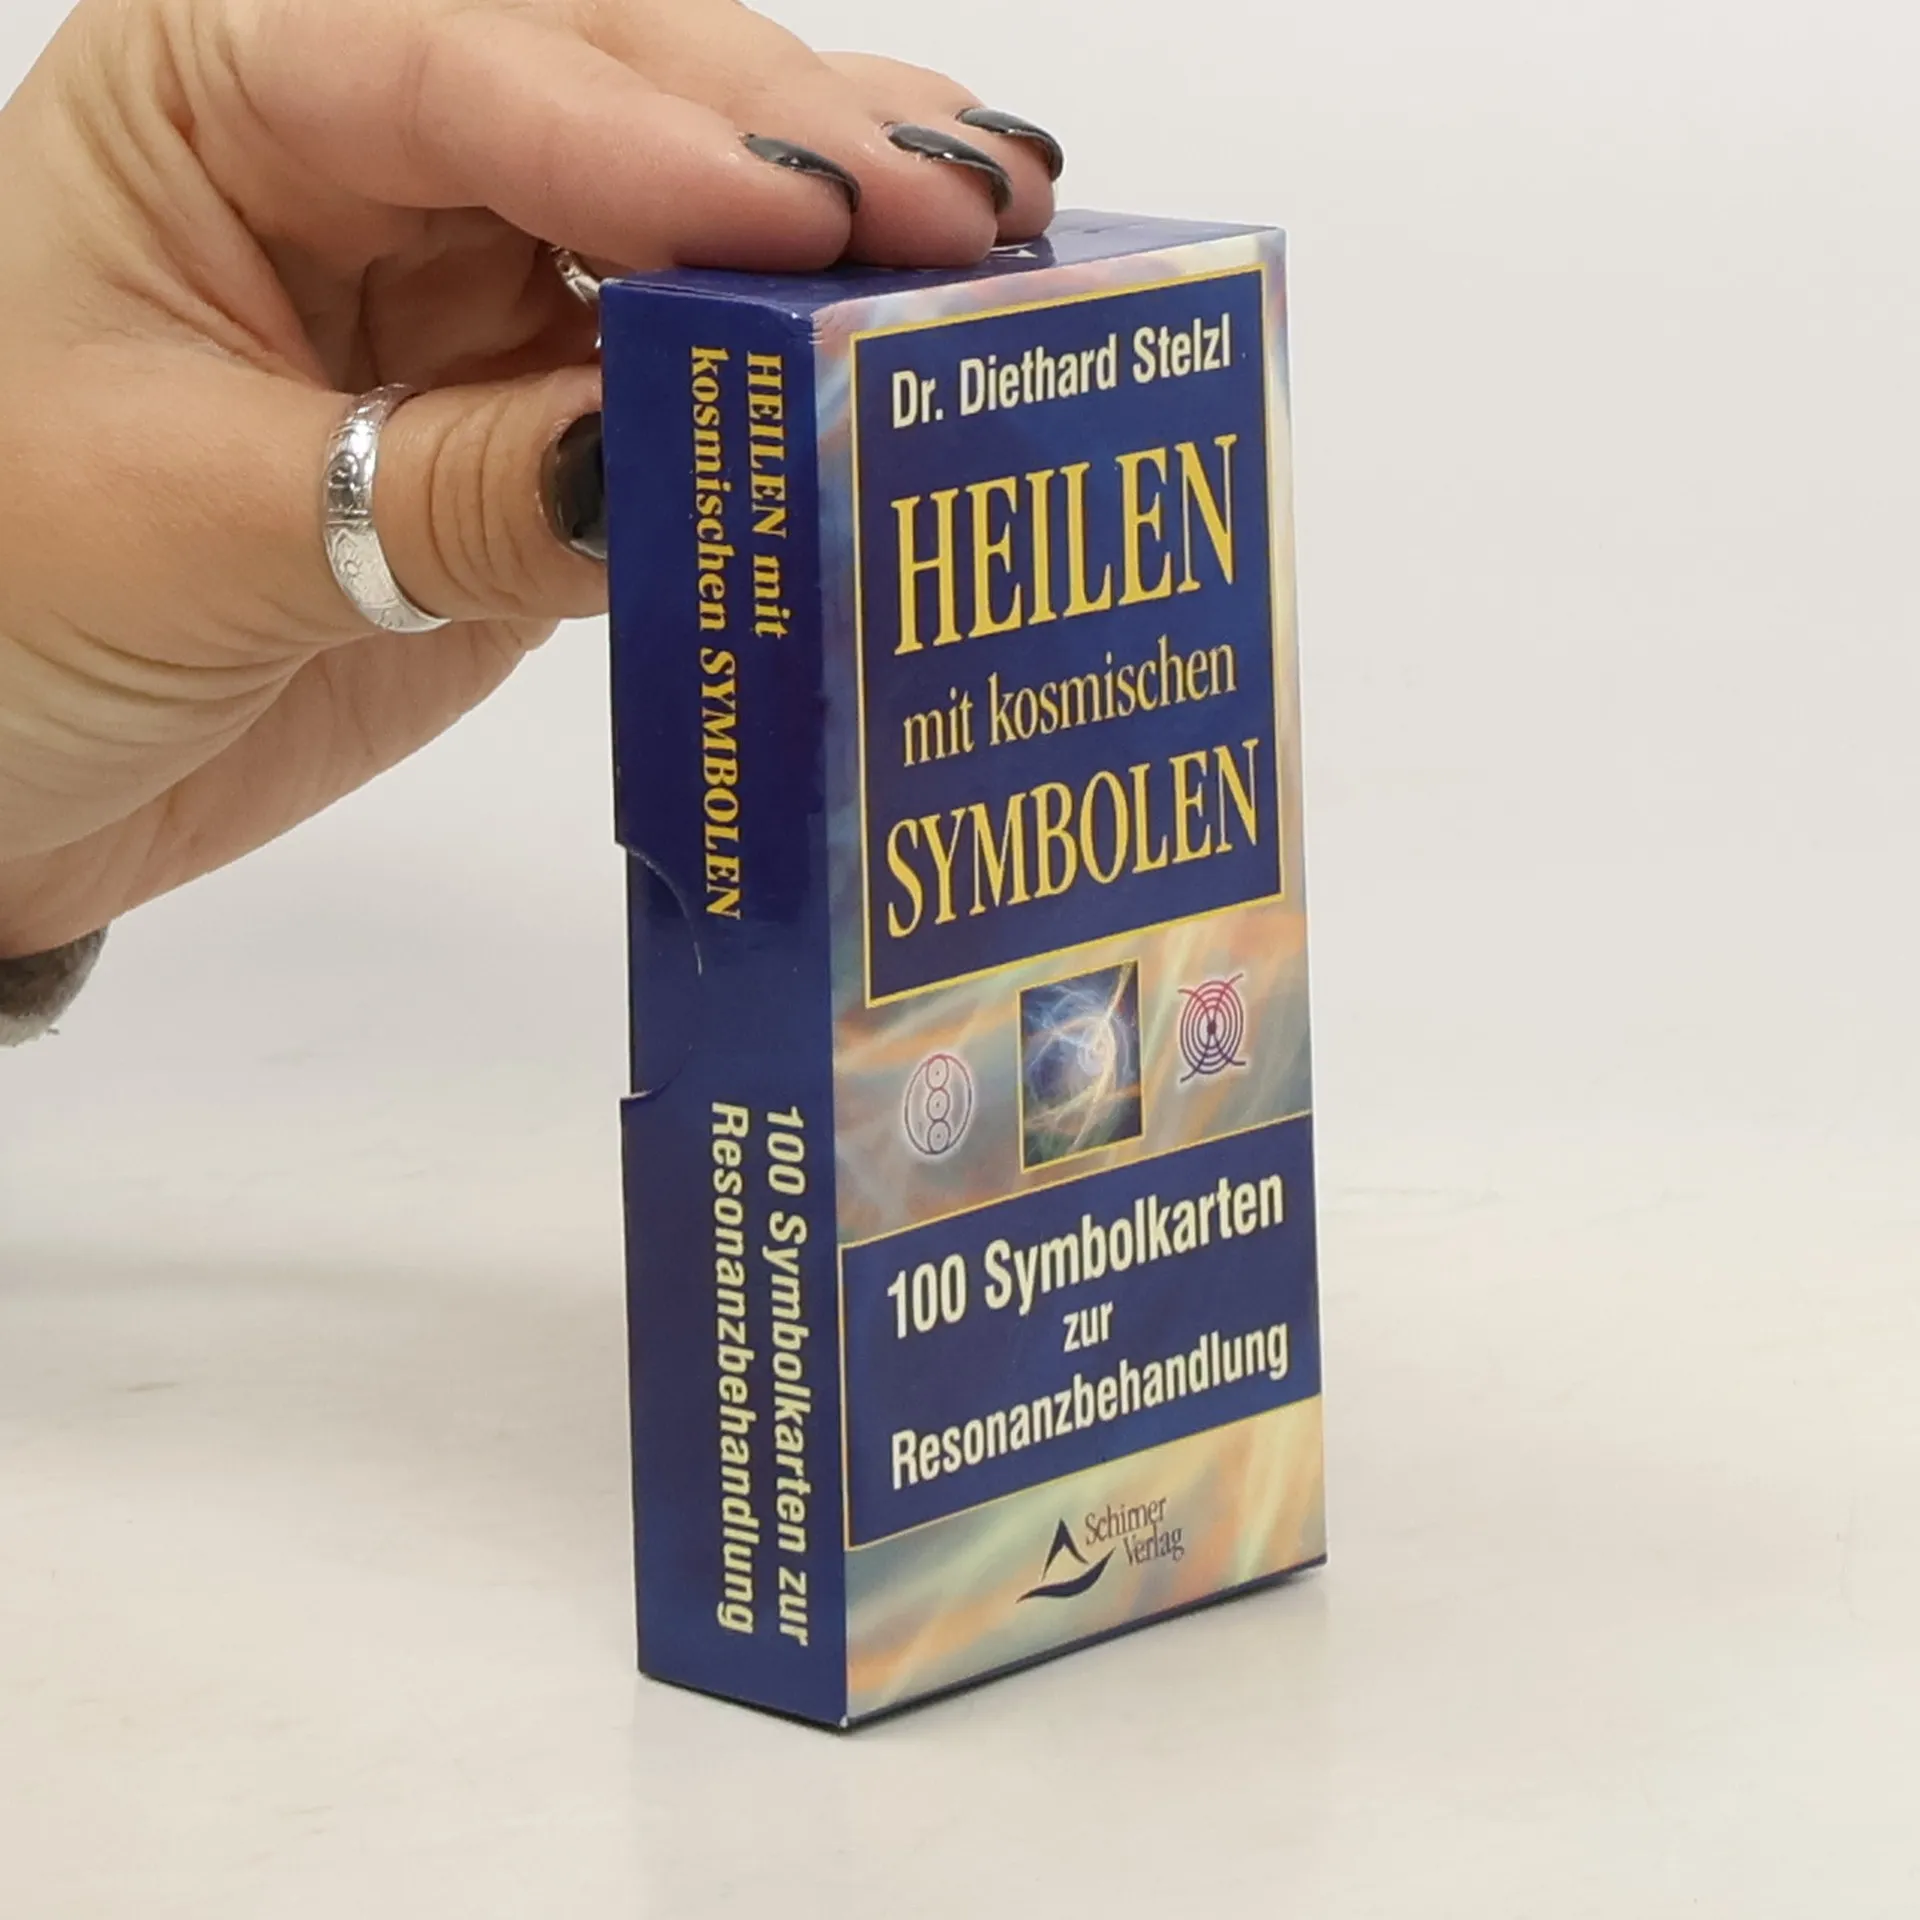 HEILEN mit
kosmischen SYMBOLEN
100 Symbolkarten zur
Resonanzbehandlung
Dr. Diethard Stelzl
HEILEN
mit kosmischen
SYMBOLEN
100 Symbolkarten
zur
Resonanzbehandlung
Schirner
Verlag